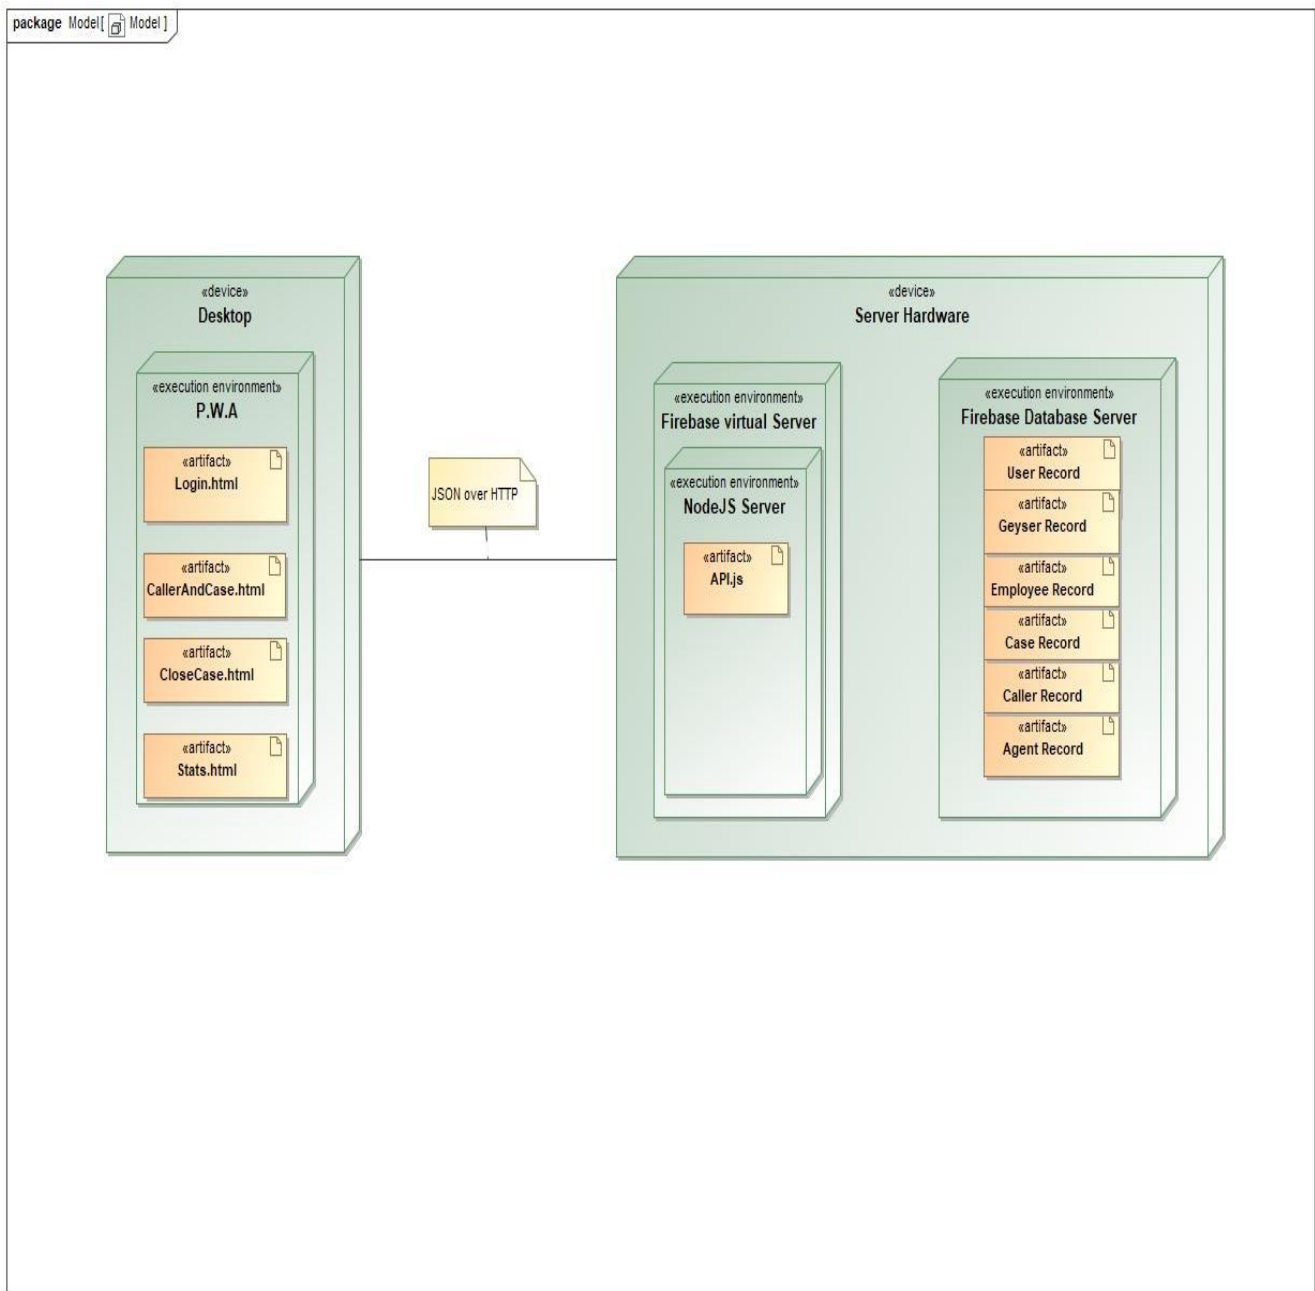 package Model[ Model ]
«device»
Desktop
«execution environment»
P.W.A
«artifact»
Login.html
«artifact»
CallerAndCase.html
«artifact»
CloseCase.html
«artifact»
Stats.html
JSON over HTTP
«device»
Server Hardware
«execution environment»
Firebase virtual Server
«execution environment»
NodeJS Server
«artifact»
API.js
«execution environment»
Firebase Database Server
«artifact»
User Record
«artifact»
Geyser Record
«artifact»
Employee Record
«artifact»
Case Record
«artifact»
Caller Record
«artifact»
Agent Record